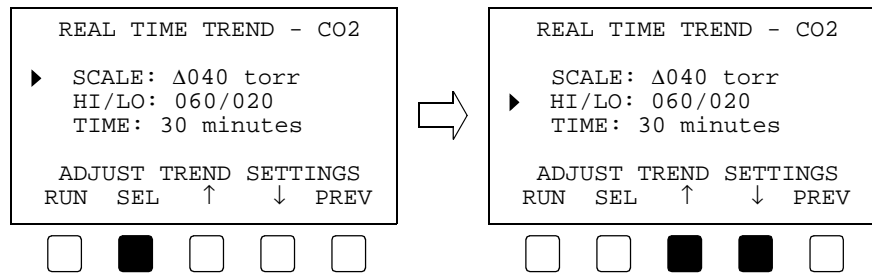 REAL TIME TREND - CO2
SCALE: Δ040 torr
HI/LO: 060/020
TIME: 30 minutes
ADJUST TREND SETTINGS
RUN SEL ↑ ↓ PREV
REAL TIME TREND - CO2
SCALE: Δ040 torr
HI/LO: 060/020
TIME: 30 minutes
ADJUST TREND SETTINGS
RUN SEL ↑ ↓ PREV